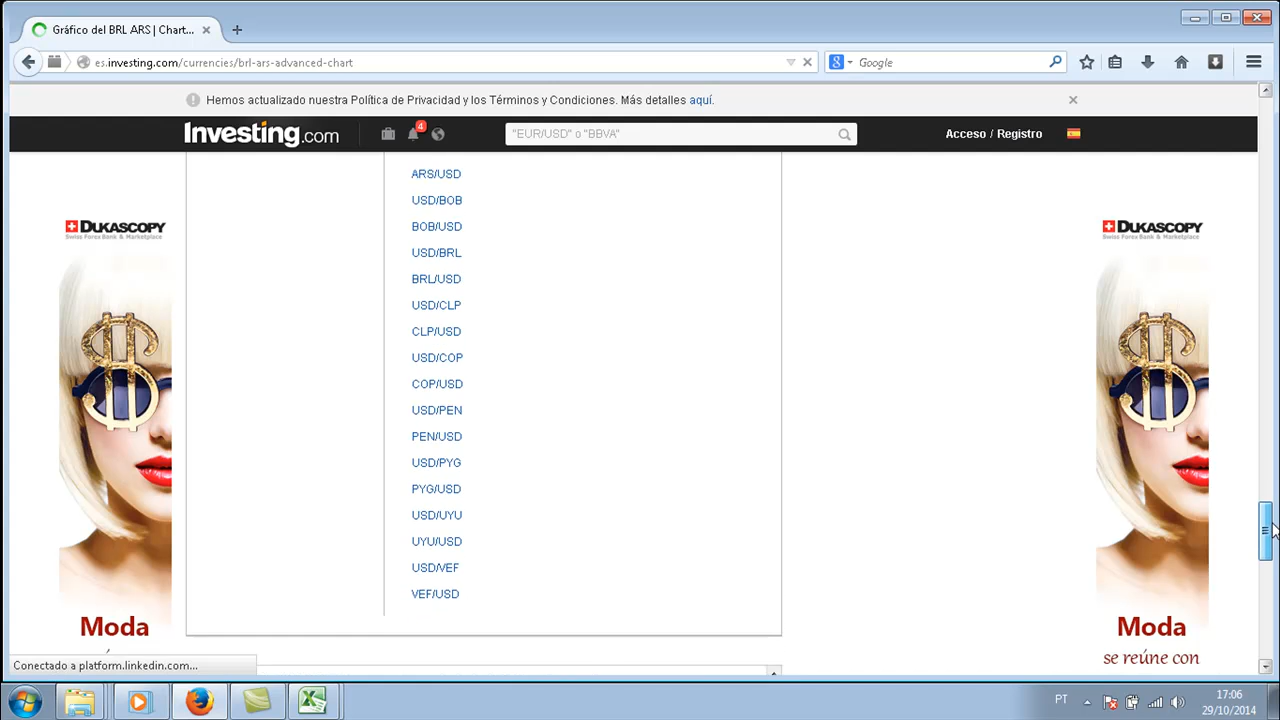 Gráfico del BRL ARS | Chart...
es.investing.com/currencies/brl-ars-advanced-chart
Google
Hemos actualizado nuestra Política de Privacidad y los Términos y Condiciones. Más detalles aquí.
Investing.com
4
"EUR/USD" o "BBVA"
Acceso / Registro
ARS/USD
USD/BOB
BOB/USD
USD/BRL
BRL/USD
USD/CLP
CLP/USD
USD/COP
COP/USD
USD/PEN
PEN/USD
USD/PYG
PYG/USD
USD/UYU
UYU/USD
USD/VEF
VEF/USD
DUKASCOPY
Swiss Forex Bank & Marketplace
Moda
DUKASCOPY
Swiss Forex Bank & Marketplace
Moda
se reúne con
Conectado a platform.linkedin.com...
PT
17:06
29/10/2014